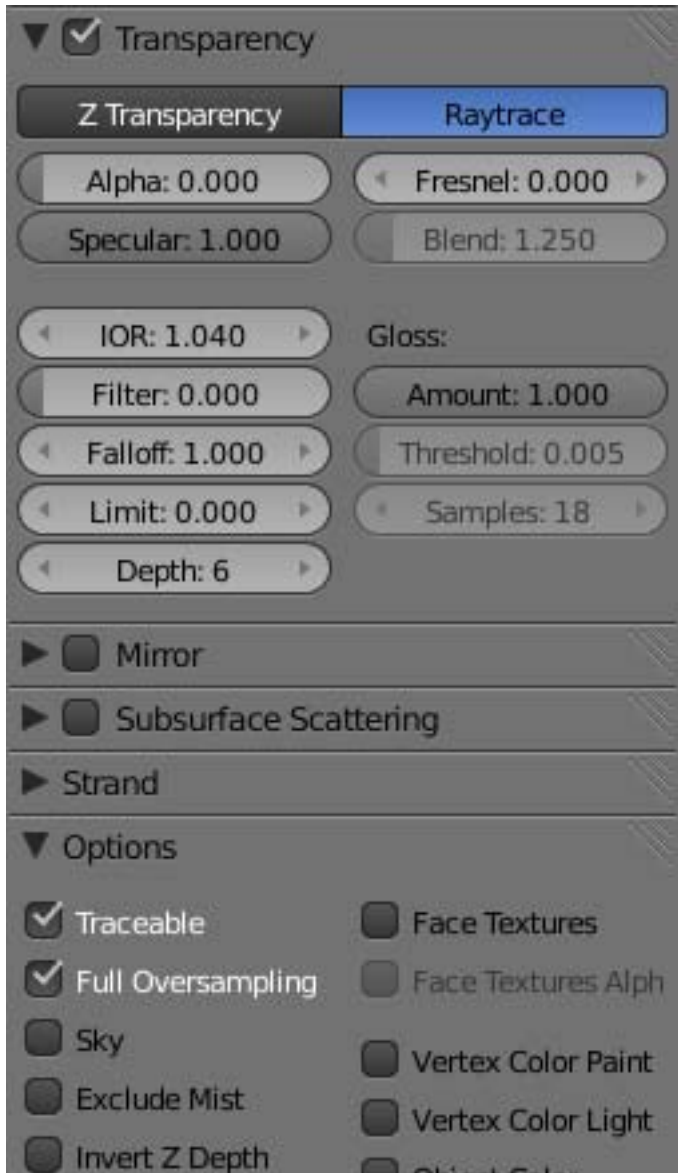 Transparency
Z Transparency Raytrace
Alpha: 0.000 Fresnel: 0.000
Specular: 1.000 Blend: 1.250
IOR: 1.040 Gloss:
Filter: 0.000 Amount: 1.000
Falloff: 1.000 Threshold: 0.005
Limit: 0.000 Samples: 18
Depth: 6
Mirror
Subsurface Scattering
Strand
Options
Traceable Face Textures
Full Oversampling Face Textures Alph
Sky Vertex Color Paint
Exclude Mist Vertex Color Light
Invert Z Depth